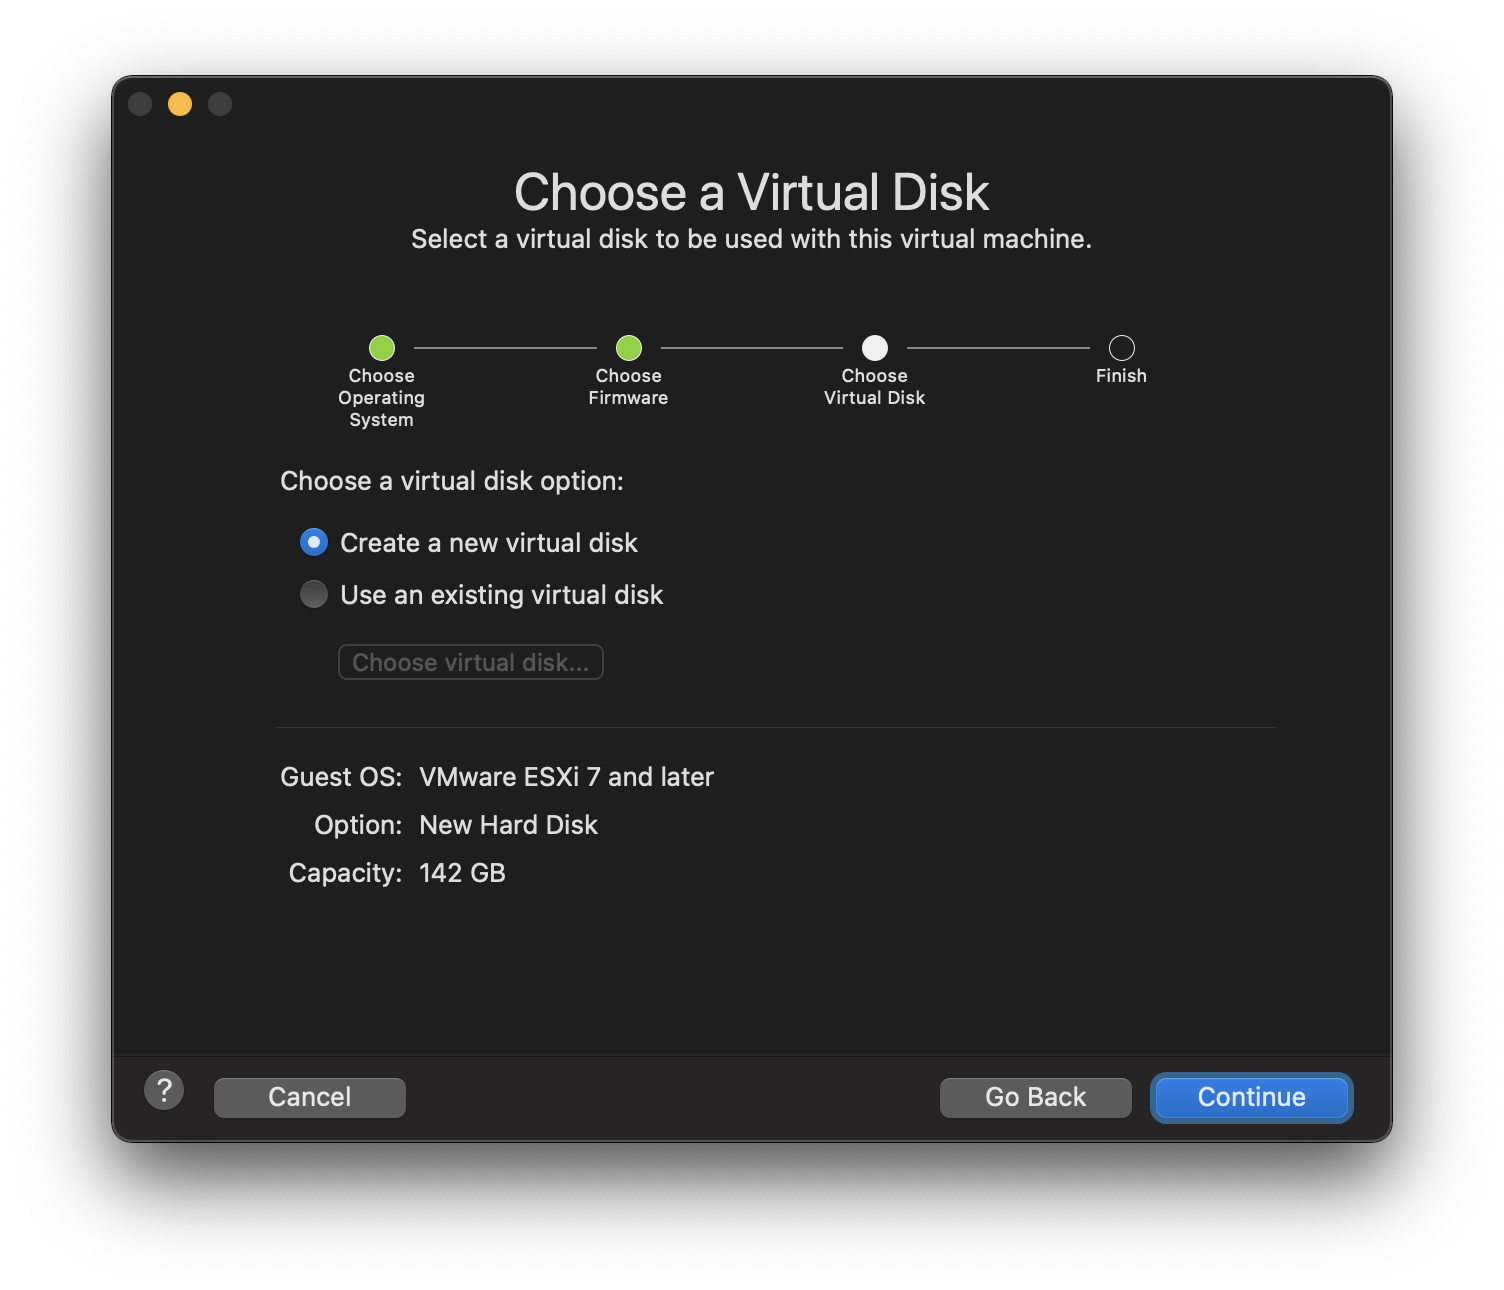 Choose a Virtual Disk
Select a virtual disk to be used with this virtual machine.
Choose
Operating
System
Choose
Firmware
Choose
Virtual Disk
Finish
Choose a virtual disk option:
Create a new virtual disk
Use an existing virtual disk
Choose virtual disk...
Guest OS: VMware ESXi 7 and later
Option: New Hard Disk
Capacity: 142 GB
? Cancel Go Back Continue